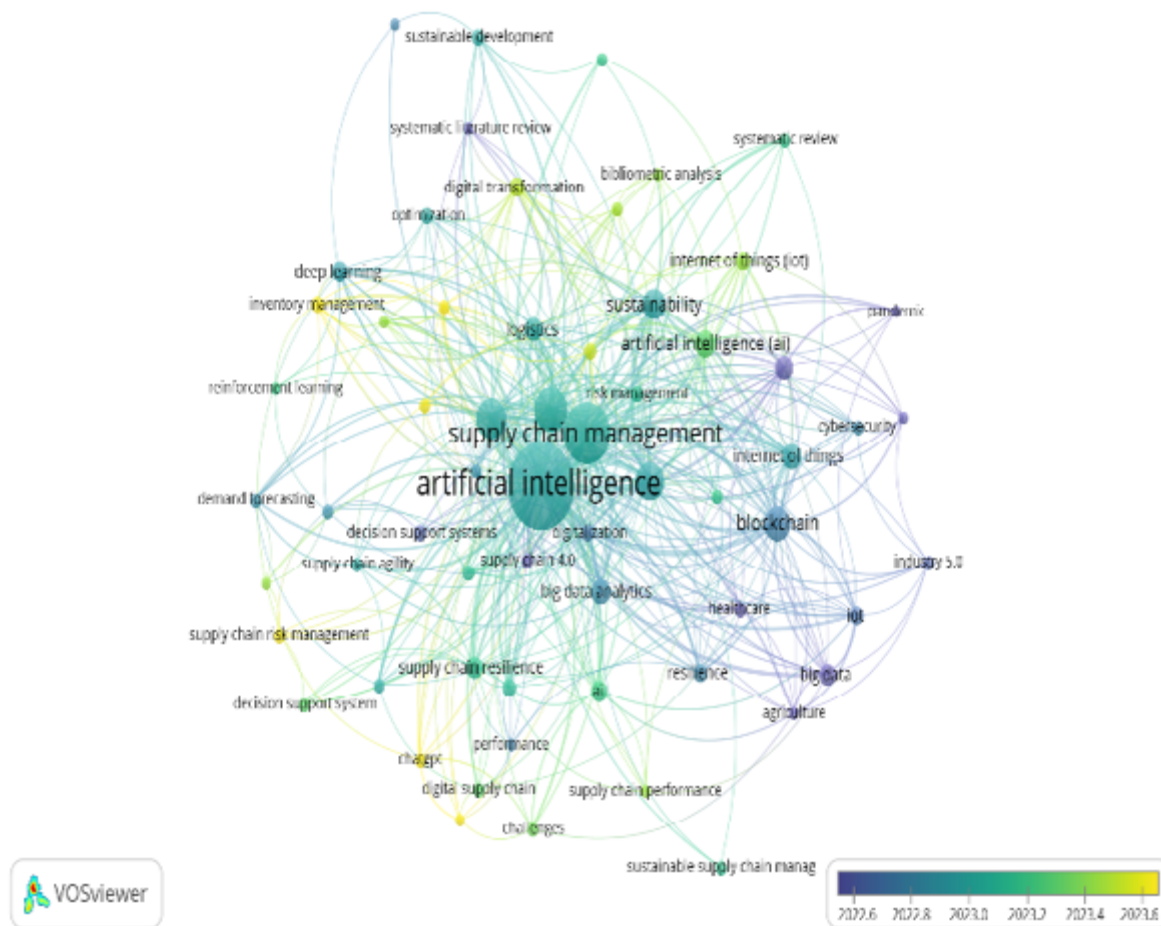 sustainable development
systematic literature review
systematic review
bibliometric analysis
digital transformation
optimization
internet of things (iot)
deep learning
inventory management
sustainability
pandemic
logistics
artificial intelligence (ai)
reinforcement learning
risk management
cybersecurity
supply chain management
internet of things
artificial intelligence
demand forecasting
blockchain
decision support systems
digitalization
supply chain agility
supply chain 4.0
industry 5.0
big data analytics
healthcare
iot
supply chain risk management
supply chain resilience
resilience
big data
ai
decision support system
agriculture
performance
chatgpt
digital supply chain
supply chain performance
challenges
sustainable supply chain manag
VOSviewer
2022.6 2022.8 2023.0 2023.2 2023.4 2023.6